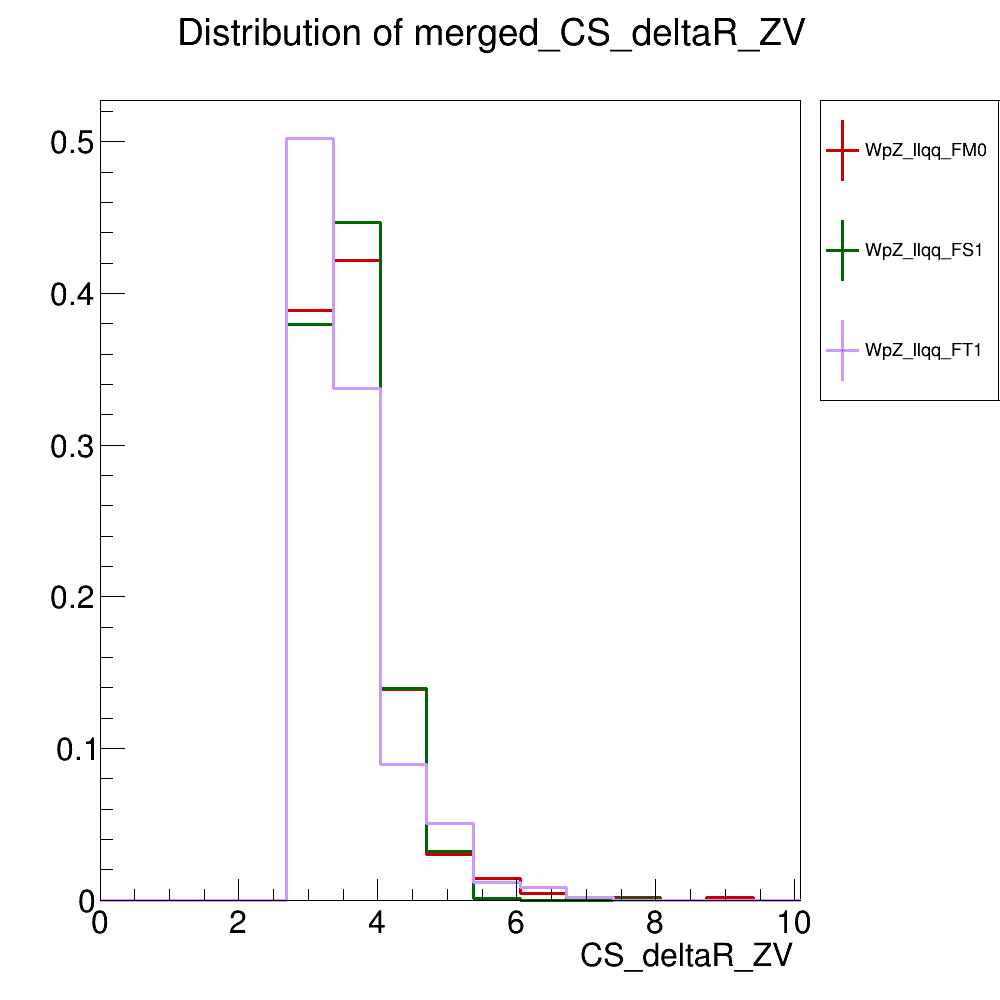 Distribution of merged_CS_deltaR_ZV
0.5
0.4
0.3
0.2
0.1
0
0 2 4 6 8 10
CS_deltaR_ZV
WpZ_llqq_FM0
WpZ_llqq_FS1
WpZ_llqq_FT1